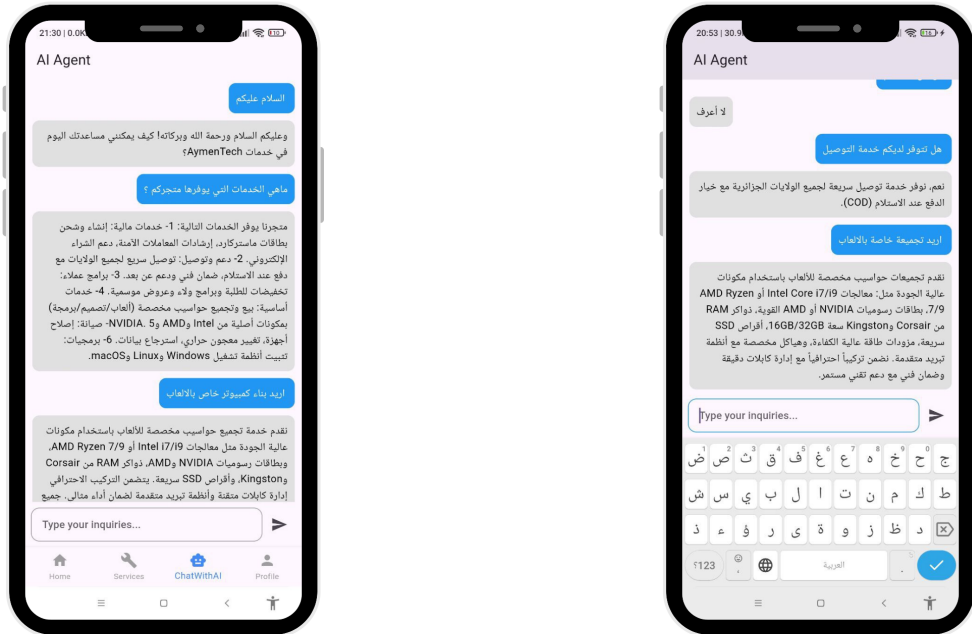 21:30 | 0.0K
AI Agent
السلام عليكم
وعليكم السلام ورحمة الله وبركاته! كيف يمكنني مساعدتك اليوم
في خدمات AymenTech؟
ماهي الخدمات التي يوفرها متجركم ؟
متجرنا يوفر الخدمات التالية: 1- خدمات مالية: إنشاء وشحن
بطاقات ماستركارد، إرشادات المعاملات الآمنة، دعم الشراء
الإلكتروني. 2- دعم وتوصيل: توصيل سريع لجميع الولايات مع
دفع عند الاستلام، ضمان فني ودعم عن بعد. 3- برامج عملاء:
تخفيضات للطلبة وبرامج ولاء وعروض موسمية. 4- خدمات
أساسية: بيع وتجميع حواسيب مخصصة (ألعاب/تصميم/برمجة)
بمكونات أصلية من Intel وAMD وNVIDIA. 5- صيانة: إصلاح
أجهزة، تغيير معجون حراري، استرجاع بيانات. 6- برمجيات:
تثبيت أنظمة تشغيل Windows وLinux وmacOS.
اريد بناء كمبيوتر خاص بالالعاب
نقدم خدمة تجميع حواسيب مخصصة للألعاب باستخدام مكونات
عالية الجودة مثل معالجات Intel i7/i9 أو AMD Ryzen 7/9،
وبطاقات رسوميات NVIDIA وAMD، ذواكر RAM من Corsair
وKingston، وأقراص SSD سريعة. يتضمن التركيب الاحترافي
إدارة كابلات متقنة وأنظمة تبريد متقدمة لضمان أداء مثالي. جميع
Type your inquiries...
Home Services ChatWithAI Profile
20:53 | 30.9
16
AI Agent
لا أعرف
هل تتوفر لديكم خدمة التوصيل
نعم، نوفر خدمة توصيل سريعة لجميع الولايات الجزائرية مع خيار
الدفع عند الاستلام (COD).
اريد تجميعة خاصة بالالعاب
نقدم تجميعات حواسيب مخصصة للألعاب باستخدام مكونات
عالية الجودة مثل: معالجات Intel Core i7/i9 أو AMD Ryzen
7/9، بطاقات رسوميات NVIDIA أو AMD القوية، ذواكر RAM
من Corsair وKingston سعة 16GB/32GB، أقراص SSD
سريعة، مزودات طاقة عالية الكفاءة، وهياكل مخصصة مع أنظمة
تبريد متقدمة. نضمن تركيباً احترافياً مع إدارة كابلات دقيقة
وضمان فني مع دعم تقني مستمر.
Type your inquiries...
ض ص ث ق ف غ ع ه خ ح ج
1 2 3 4 5 6 7 8 9 0
ش س ي ب ل ا ت ن م ك ط
ذ ء ؤ ر ى ة و ز ظ د
؟123 ، العربية .